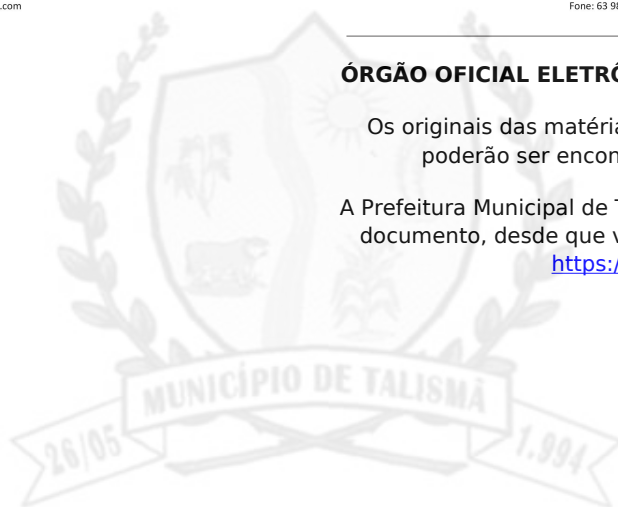 .com
Fone: 63 98
ÓRGÃO OFICIAL ELETRÔ
Os originais das matéria
poderão ser encon
A Prefeitura Municipal de T
documento, desde que v
https:/
MUNICÍPIO DE TALISMÃ
26/05
1.994